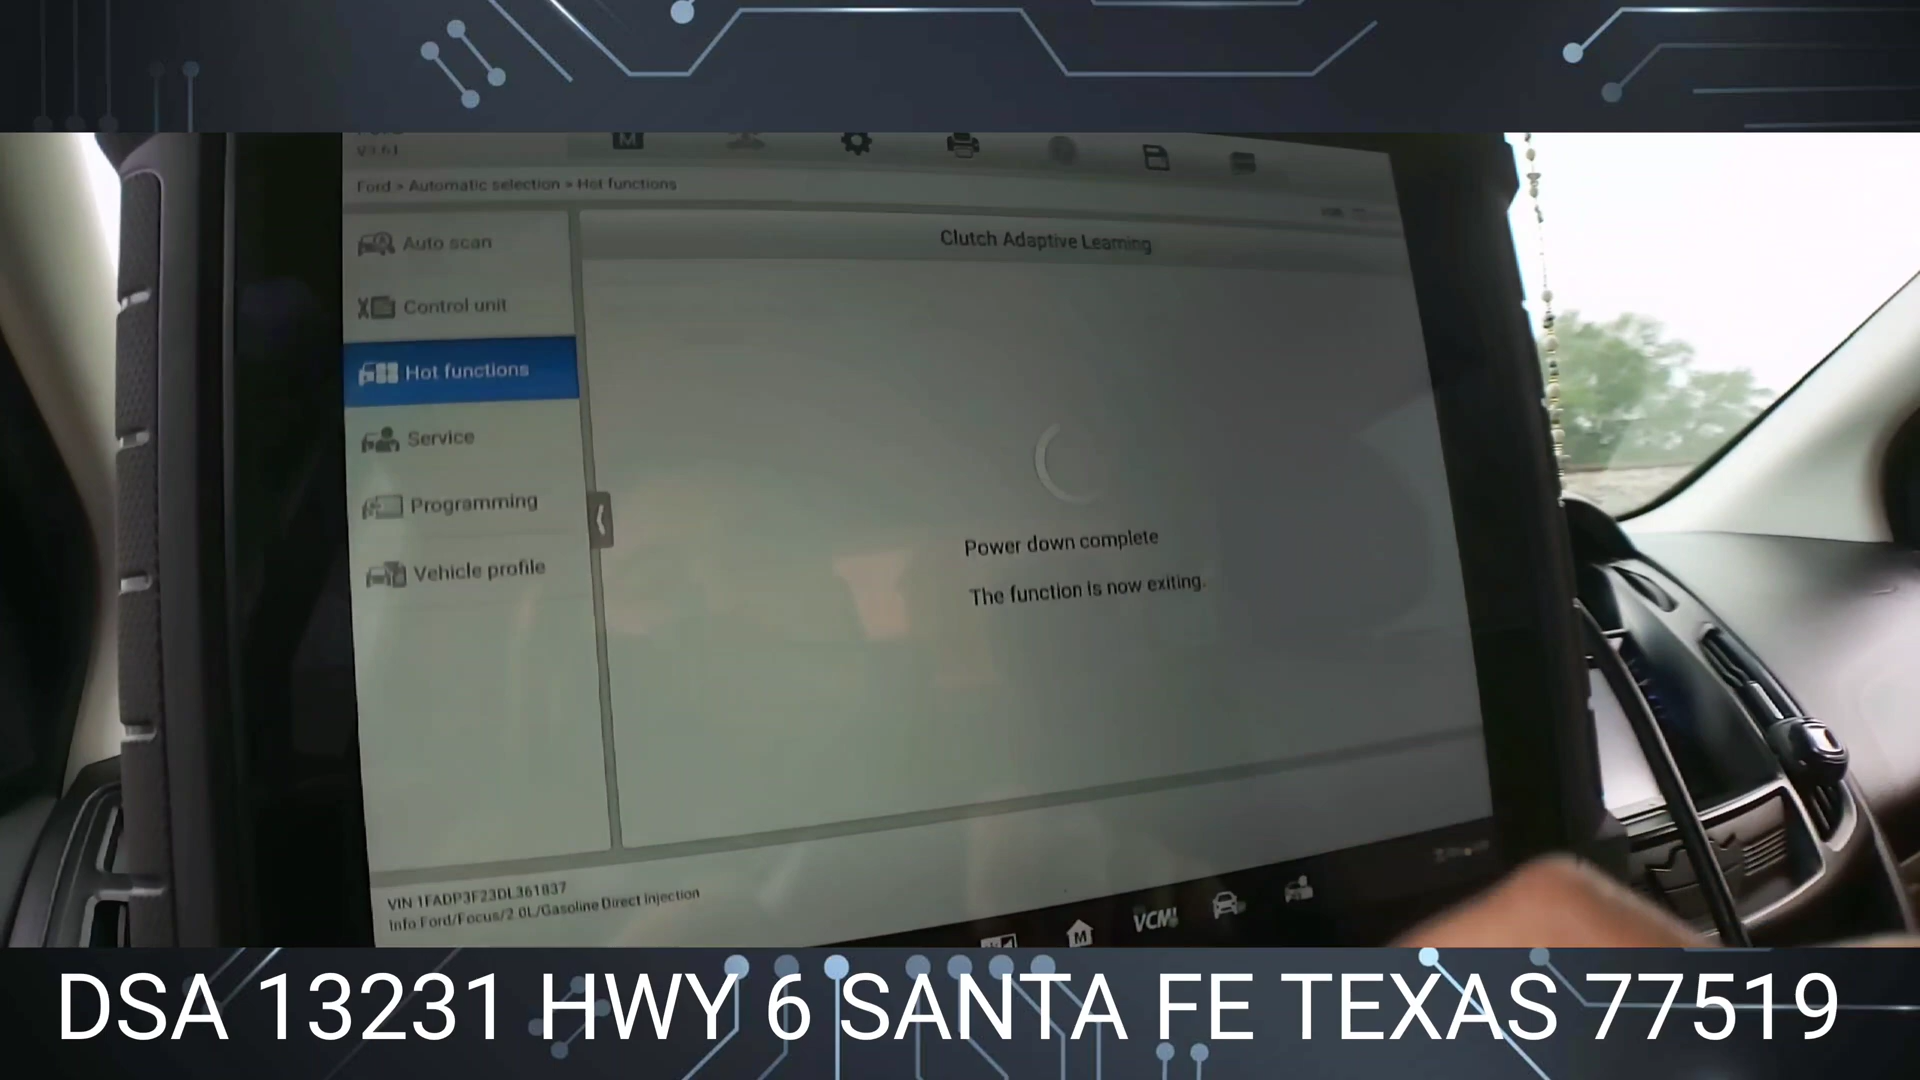 V3.61
M
Ford > Automatic selection > Hot functions
Auto scan
Control unit
Hot functions
Service
Programming
Vehicle profile
Clutch Adaptive Learning
Power down complete
The function is now exiting.
VIN 1FADP3F23DL361837
Info Ford/Focus/2.0L/Gasoline Direct Injection
M
VCMI
DSA 13231 HWY 6 SANTA FE TEXAS 77519